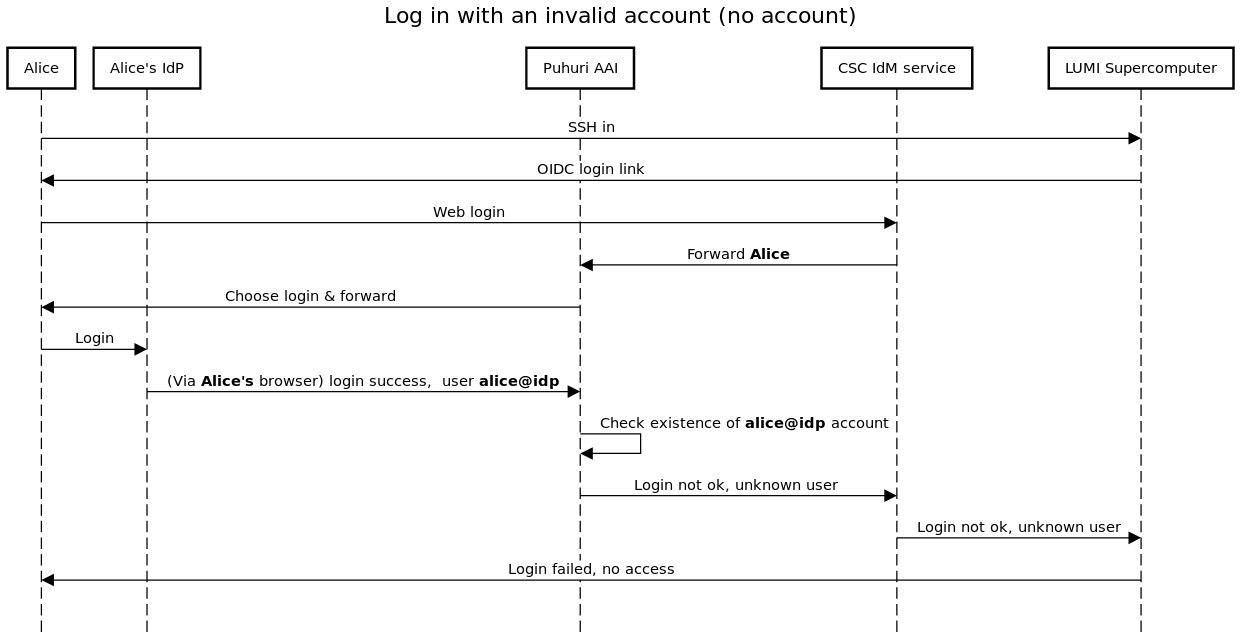 Log in with an invalid account (no account)
Alice
Alice's IdP
Puhuri AAI
CSC IdM service
LUMI Supercomputer
SSH in
OIDC login link
Web login
Forward Alice
Choose login & forward
Login
(Via Alice's browser) login success,  user alice@idp
Check existence of alice@idp account
Login not ok, unknown user
Login not ok, unknown user
Login failed, no access